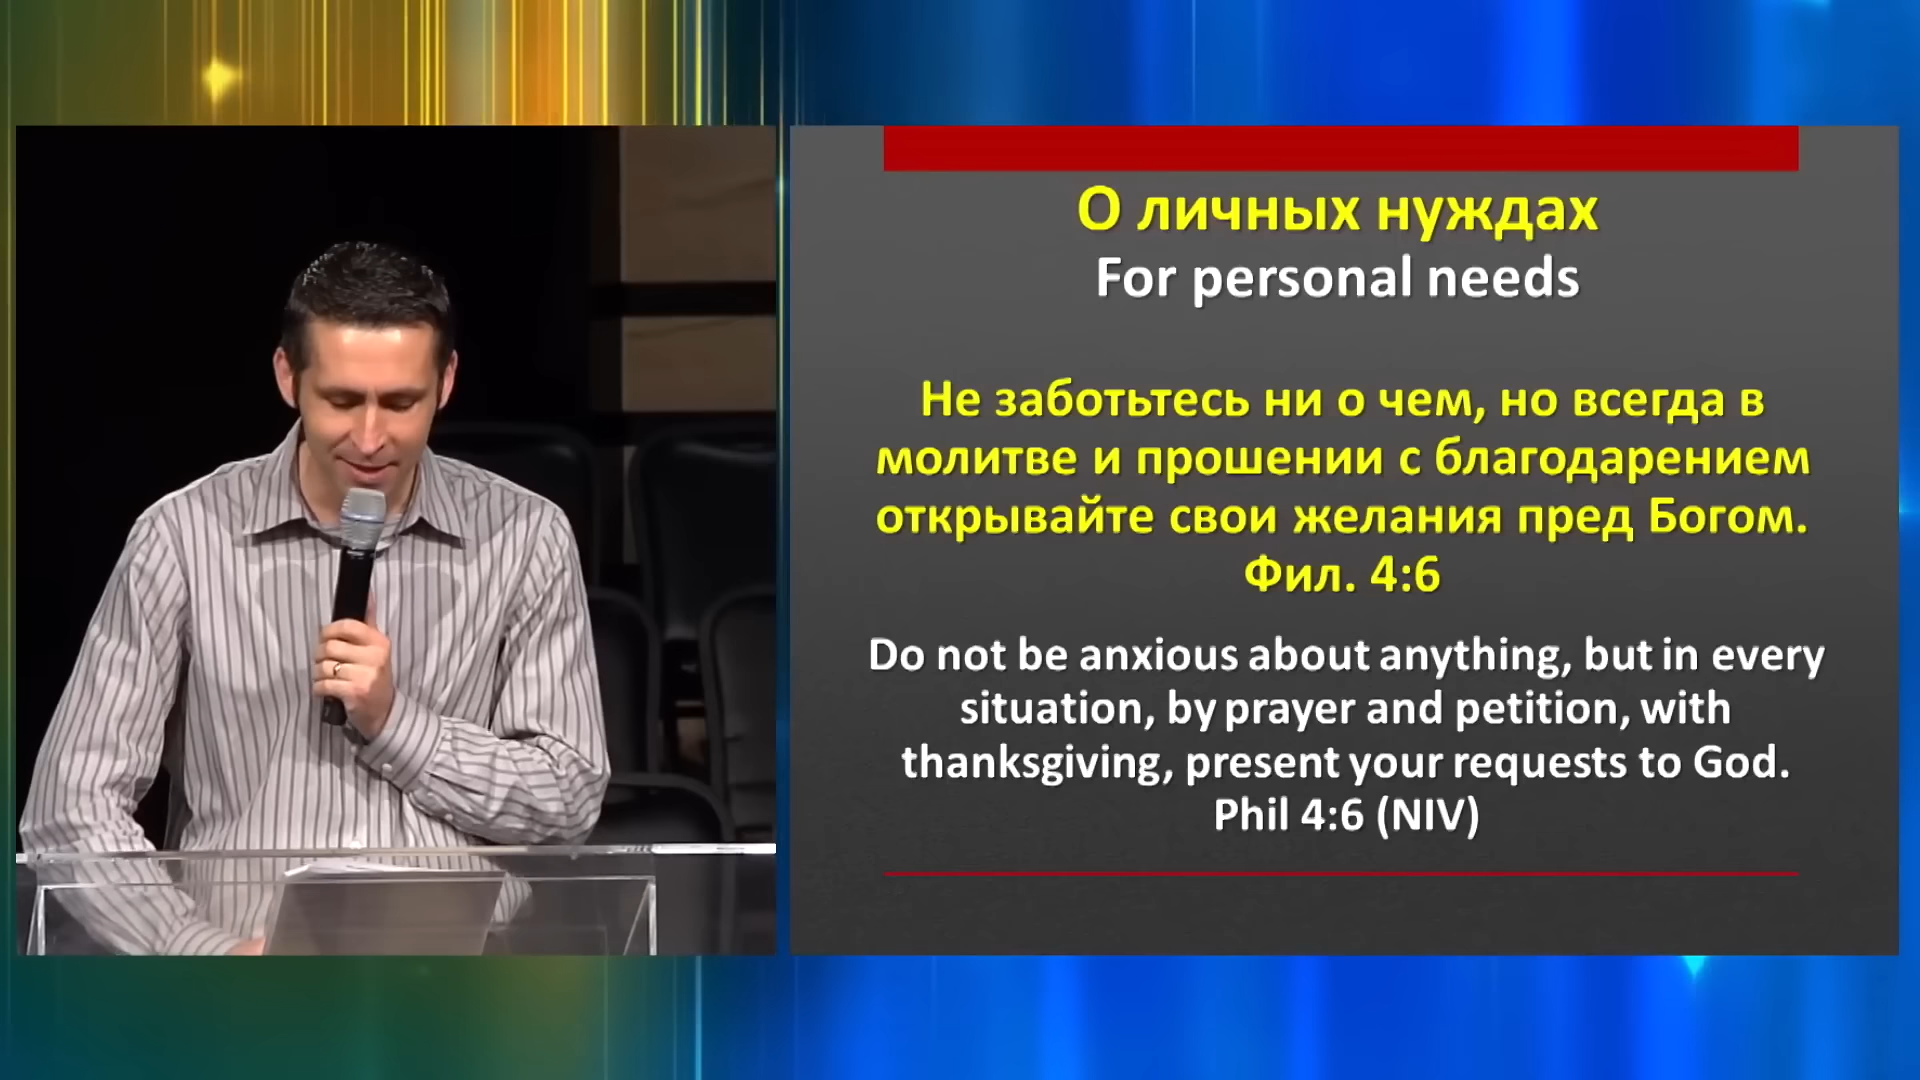 О личных нуждах
For personal needs
Не заботьтесь ни о чем, но всегда в
молитве и прошении с благодарением
открывайте свои желания пред Богом.
Фил. 4:6
Do not be anxious about anything, but in every
situation, by prayer and petition, with
thanksgiving, present your requests to God.
Phil 4:6 (NIV)